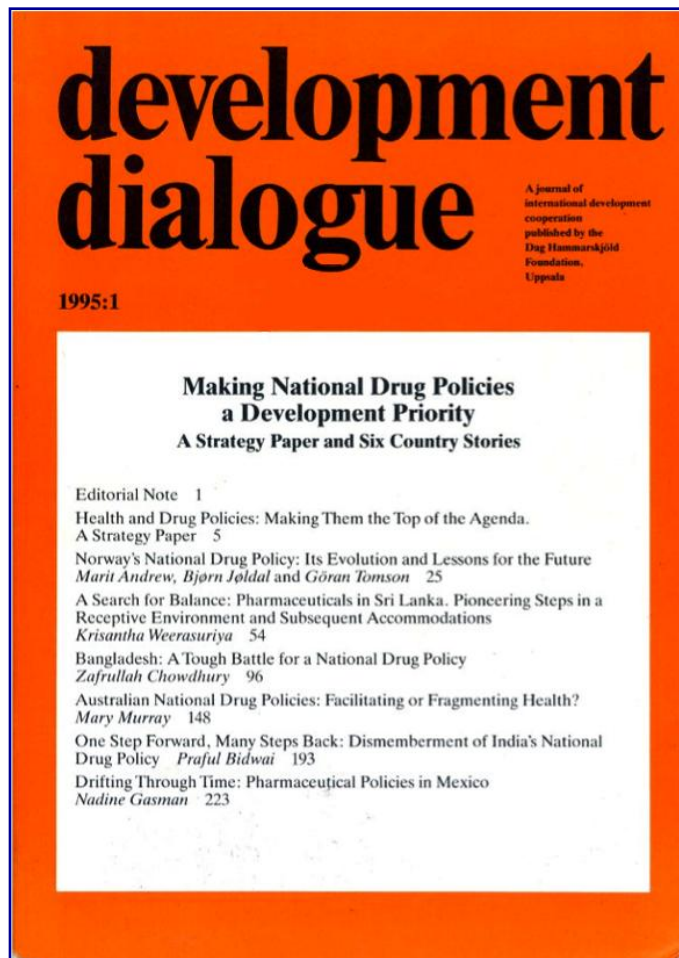 development
dialogue
A journal of
international development
cooperation
published by the
Dag Hammarskjöld
Foundation,
Uppsala
1995:1
Making National Drug Policies
a Development Priority
A Strategy Paper and Six Country Stories
Editorial Note 1
Health and Drug Policies: Making Them the Top of the Agenda.
A Strategy Paper 5
Norway's National Drug Policy: Its Evolution and Lessons for the Future
Marit Andrew, Bjørn Jøldal and Göran Tomson 25
A Search for Balance: Pharmaceuticals in Sri Lanka. Pioneering Steps in a
Receptive Environment and Subsequent Accommodations
Krisantha Weerasuriya 54
Bangladesh: A Tough Battle for a National Drug Policy
Zafrullah Chowdhury 96
Australian National Drug Policies: Facilitating or Fragmenting Health?
Mary Murray 148
One Step Forward, Many Steps Back: Dismemberment of India's National
Drug Policy Praful Bidwai 193
Drifting Through Time: Pharmaceutical Policies in Mexico
Nadine Gasman 223